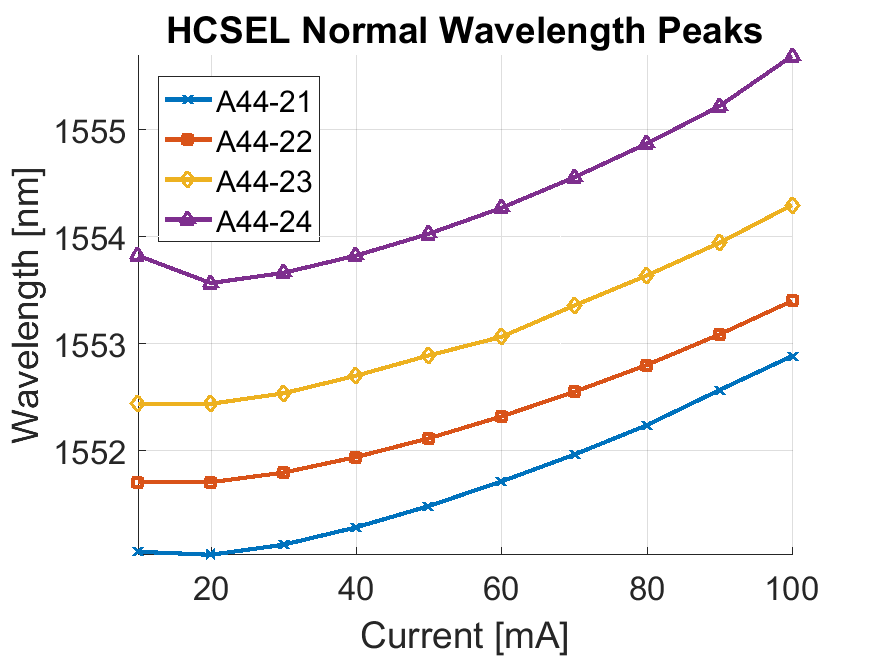 HCSEL Normal Wavelength Peaks
A44-21
A44-22
A44-23
A44-24
Wavelength [nm]
1555
1554
1553
1552
20 40 60 80 100
Current [mA]